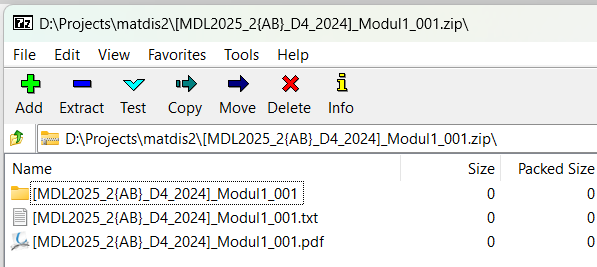 D:\Projects\matdis2\[MDL2025_2{AB}_D4_2024]_Modul1_001.zip\
File Edit View Favorites Tools Help
Add Extract Test Copy Move Delete Info
D:\Projects\matdis2\[MDL2025_2{AB}_D4_2024]_Modul1_001.zip\
Name Size Packed Size
[MDL2025_2{AB}_D4_2024]_Modul1_001 0 0
[MDL2025_2{AB}_D4_2024]_Modul1_001.txt 0 0
[MDL2025_2{AB}_D4_2024]_Modul1_001.pdf 0 0